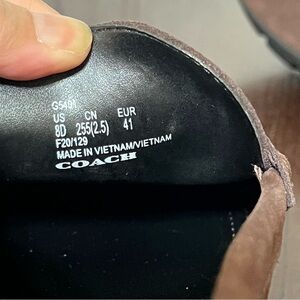 G5491
US CN EUR
8D 255(2.5) 41
F20/129
MADE IN VIETNAM/VIETNAM
COACH